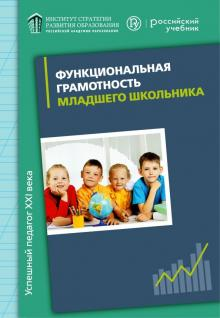 ИНСТИТУТ СТРАТЕГИИ
РАЗВИТИЯ ОБРАЗОВАНИЯ
РОССИЙСКОЙ АКАДЕМИИ ОБРАЗОВАНИЯ
российский
учебник
ФУНКЦИОНАЛЬНАЯ
ГРАМОТНОСТЬ
МЛАДШЕГО ШКОЛЬНИКА
Успешный педагог XXI века